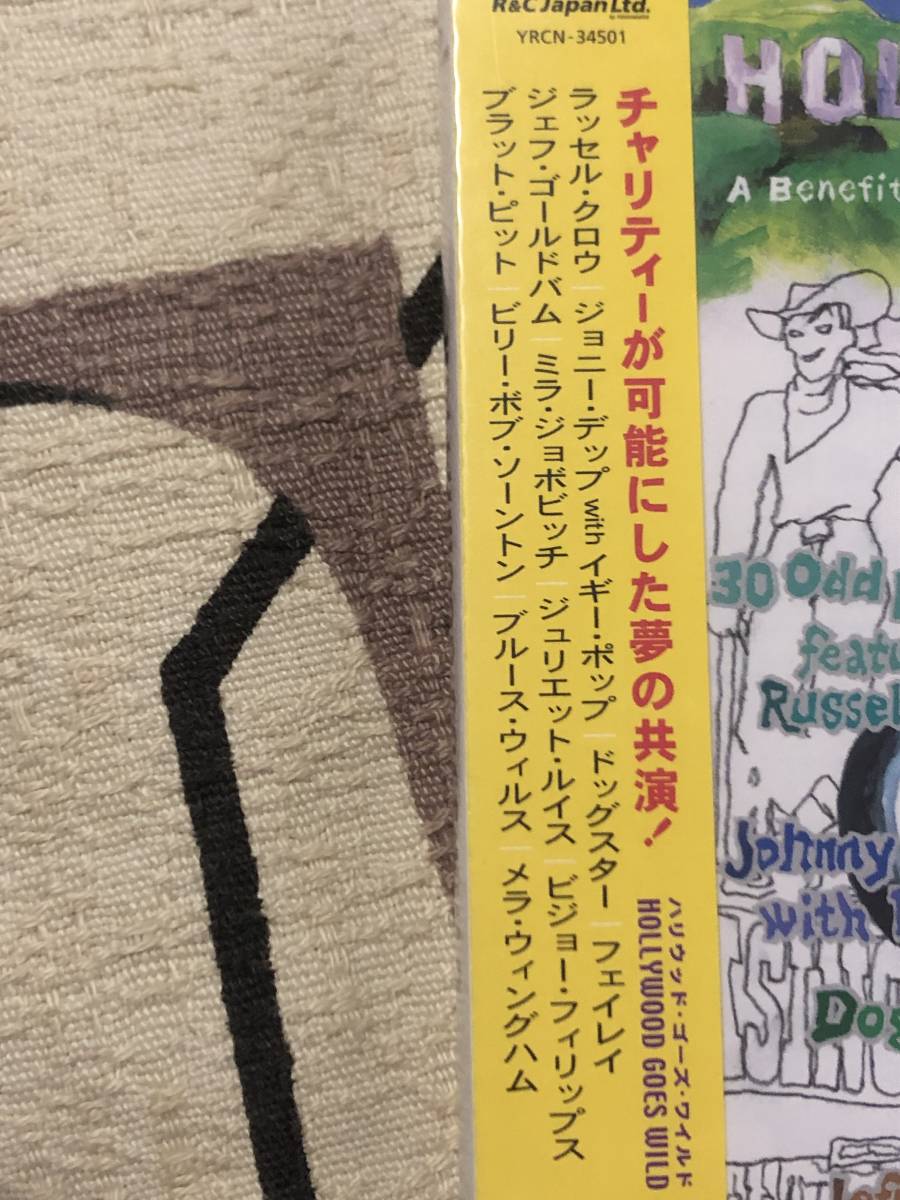 R&C Japan Ltd.
YRCN-34501
チャリティーが可能にした夢の共演!
ハリウッド・ゴーズ・ワイルド
HOLLYWOOD GOES WILD
ラッセル・クロウ|ジョニー・デップ with イギー・ポップ|ドッグスター|フェイレイ
ジェフ・ゴールドバム|ミラ・ジョボビッチ|ジュリエット・ルイス|ビジョー・フィリップス
ブラット・ピット|ビリー・ボブ・ソーントン|ブルース・ウィルス|メラ・ウィングハム
HOL
A Benefit
30 Odd
featu
Russel
Johnny
with
Dog